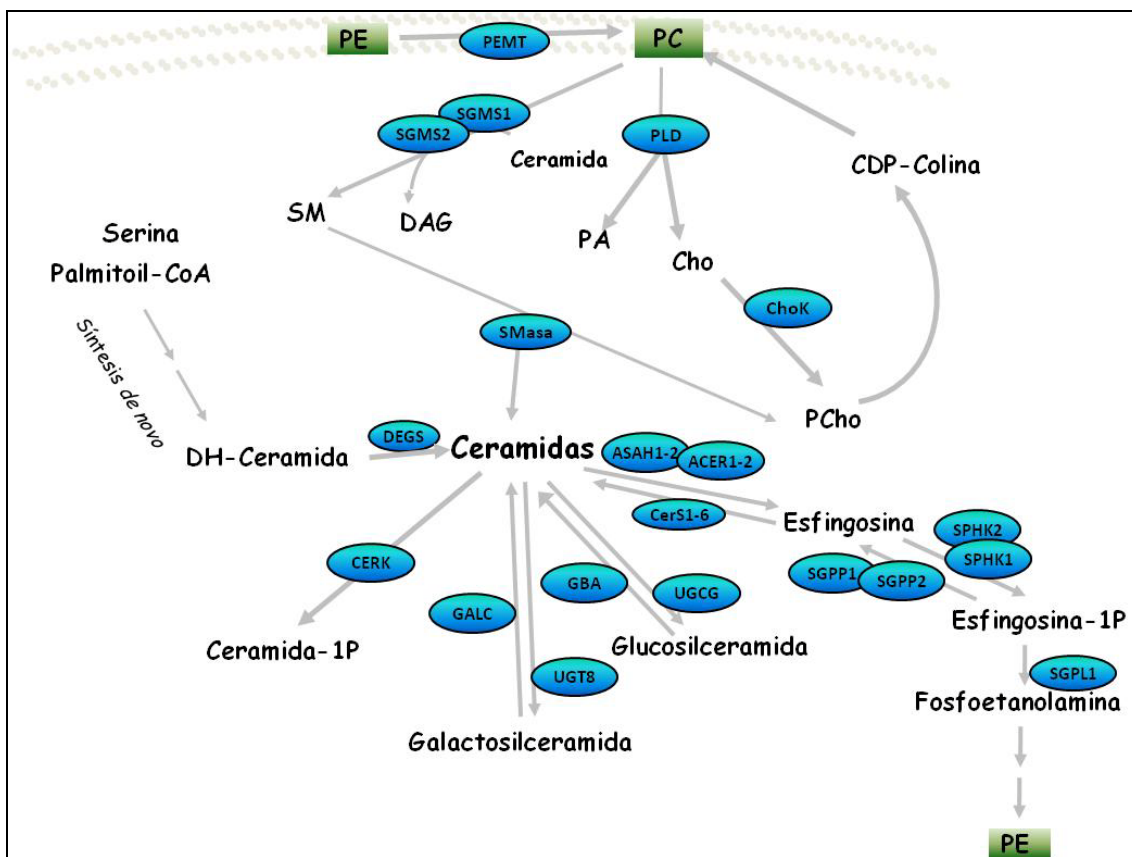 PE
PEMT
PC
SGMS1
SGMS2
PLD
Ceramida
CDP-Colina
SM
DAG
PA
Cho
Serina
Palmitoil-CoA
ChoK
SMasa
Síntesis de novo
PCho
DEGS
DH-Ceramida
Ceramidas
ASAH1-2
ACER1-2
CerS1-6
Esfingosina
SPHK2
SPHK1
CERK
GBA
UGCG
SGPP1
SGPP2
GALC
Esfingosina-1P
Ceramida-1P
Glucosilceramida
UGT8
SGPL1
Fosfoetanolamina
Galactosilceramida
PE